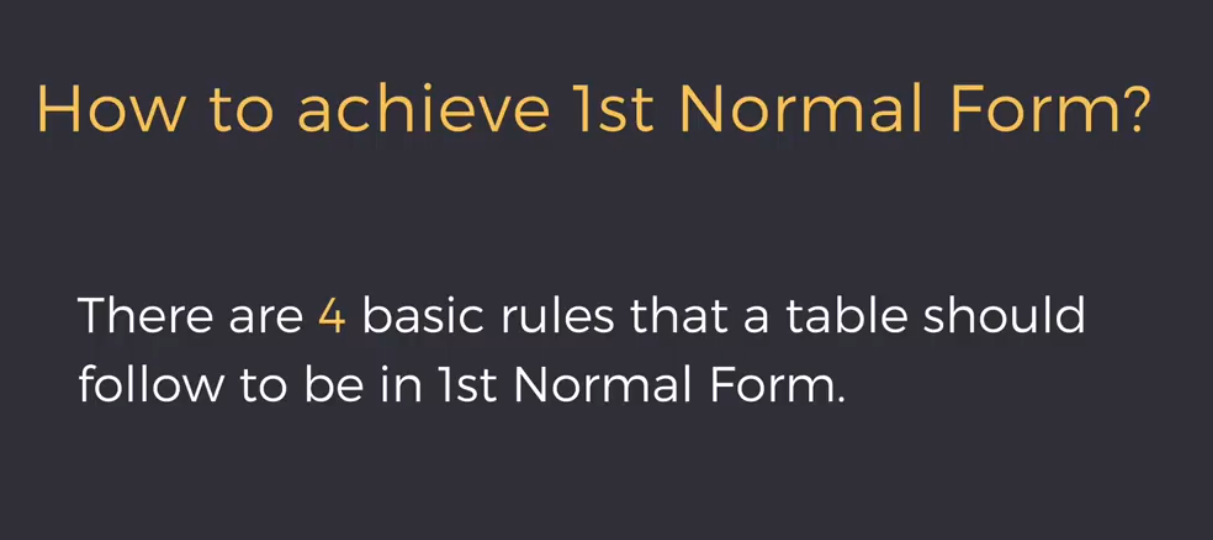 How to achieve 1st Normal Form?
There are 4 basic rules that a table should
follow to be in 1st Normal Form.